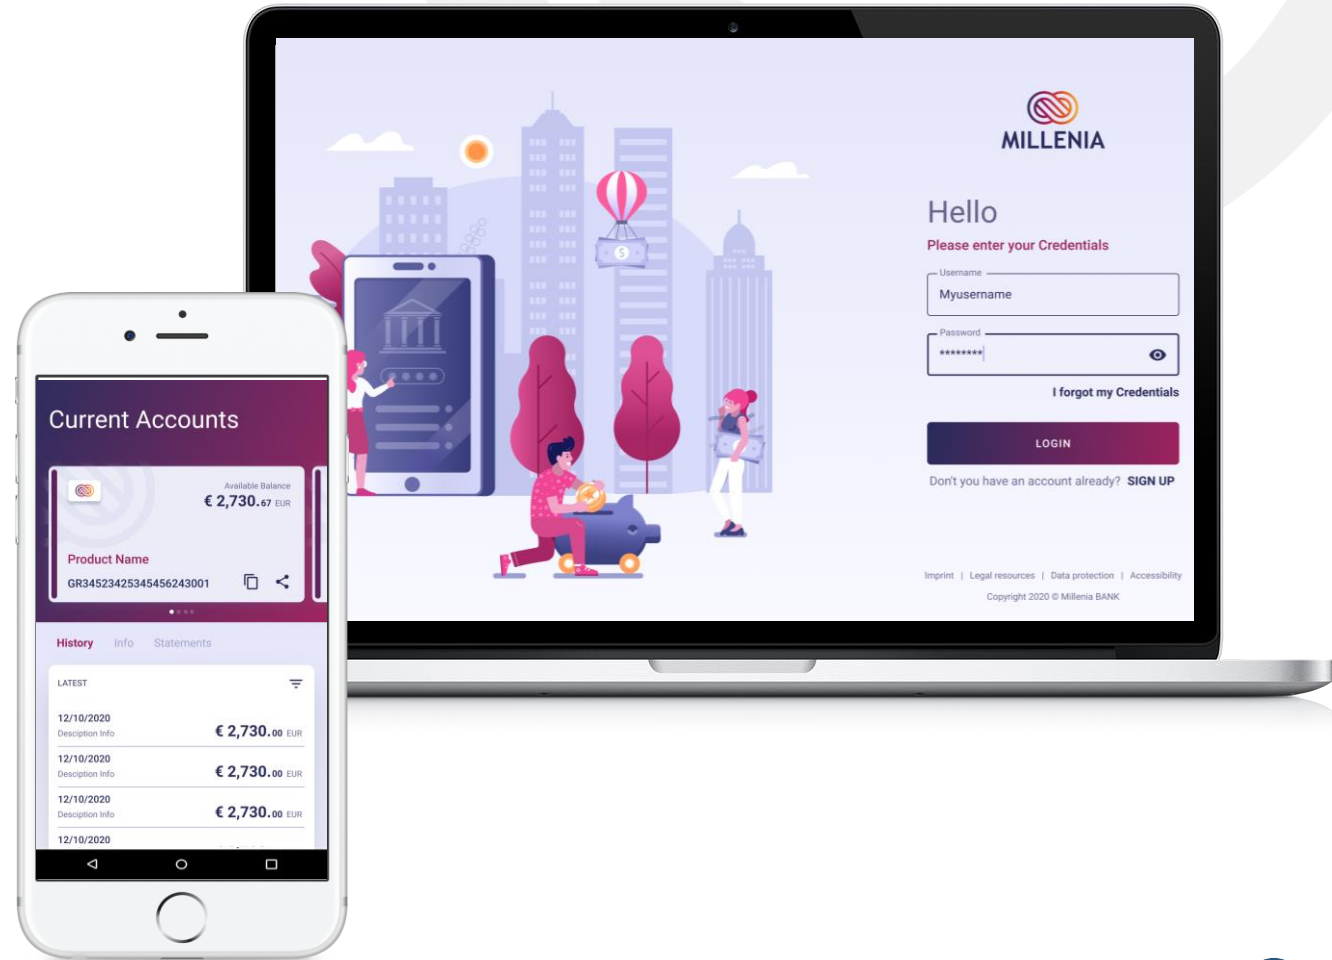 MILLENIA
Hello
Please enter your Credentials
Username
Myusername
Password
********
I forgot my Credentials
LOGIN
Don't you have an account already? SIGN UP
Imprint | Legal resources | Data protection | Accessibility
Copyright 2020 © Millenia BANK
Current Accounts
Available Balance
€ 2,730.67 EUR
Product Name
GR34523425345456243001
History Info Statements
LATEST
12/10/2020
Desciption Info € 2,730.00 EUR
12/10/2020
Desciption Info € 2,730.00 EUR
12/10/2020
Desciption Info € 2,730.00 EUR
12/10/2020